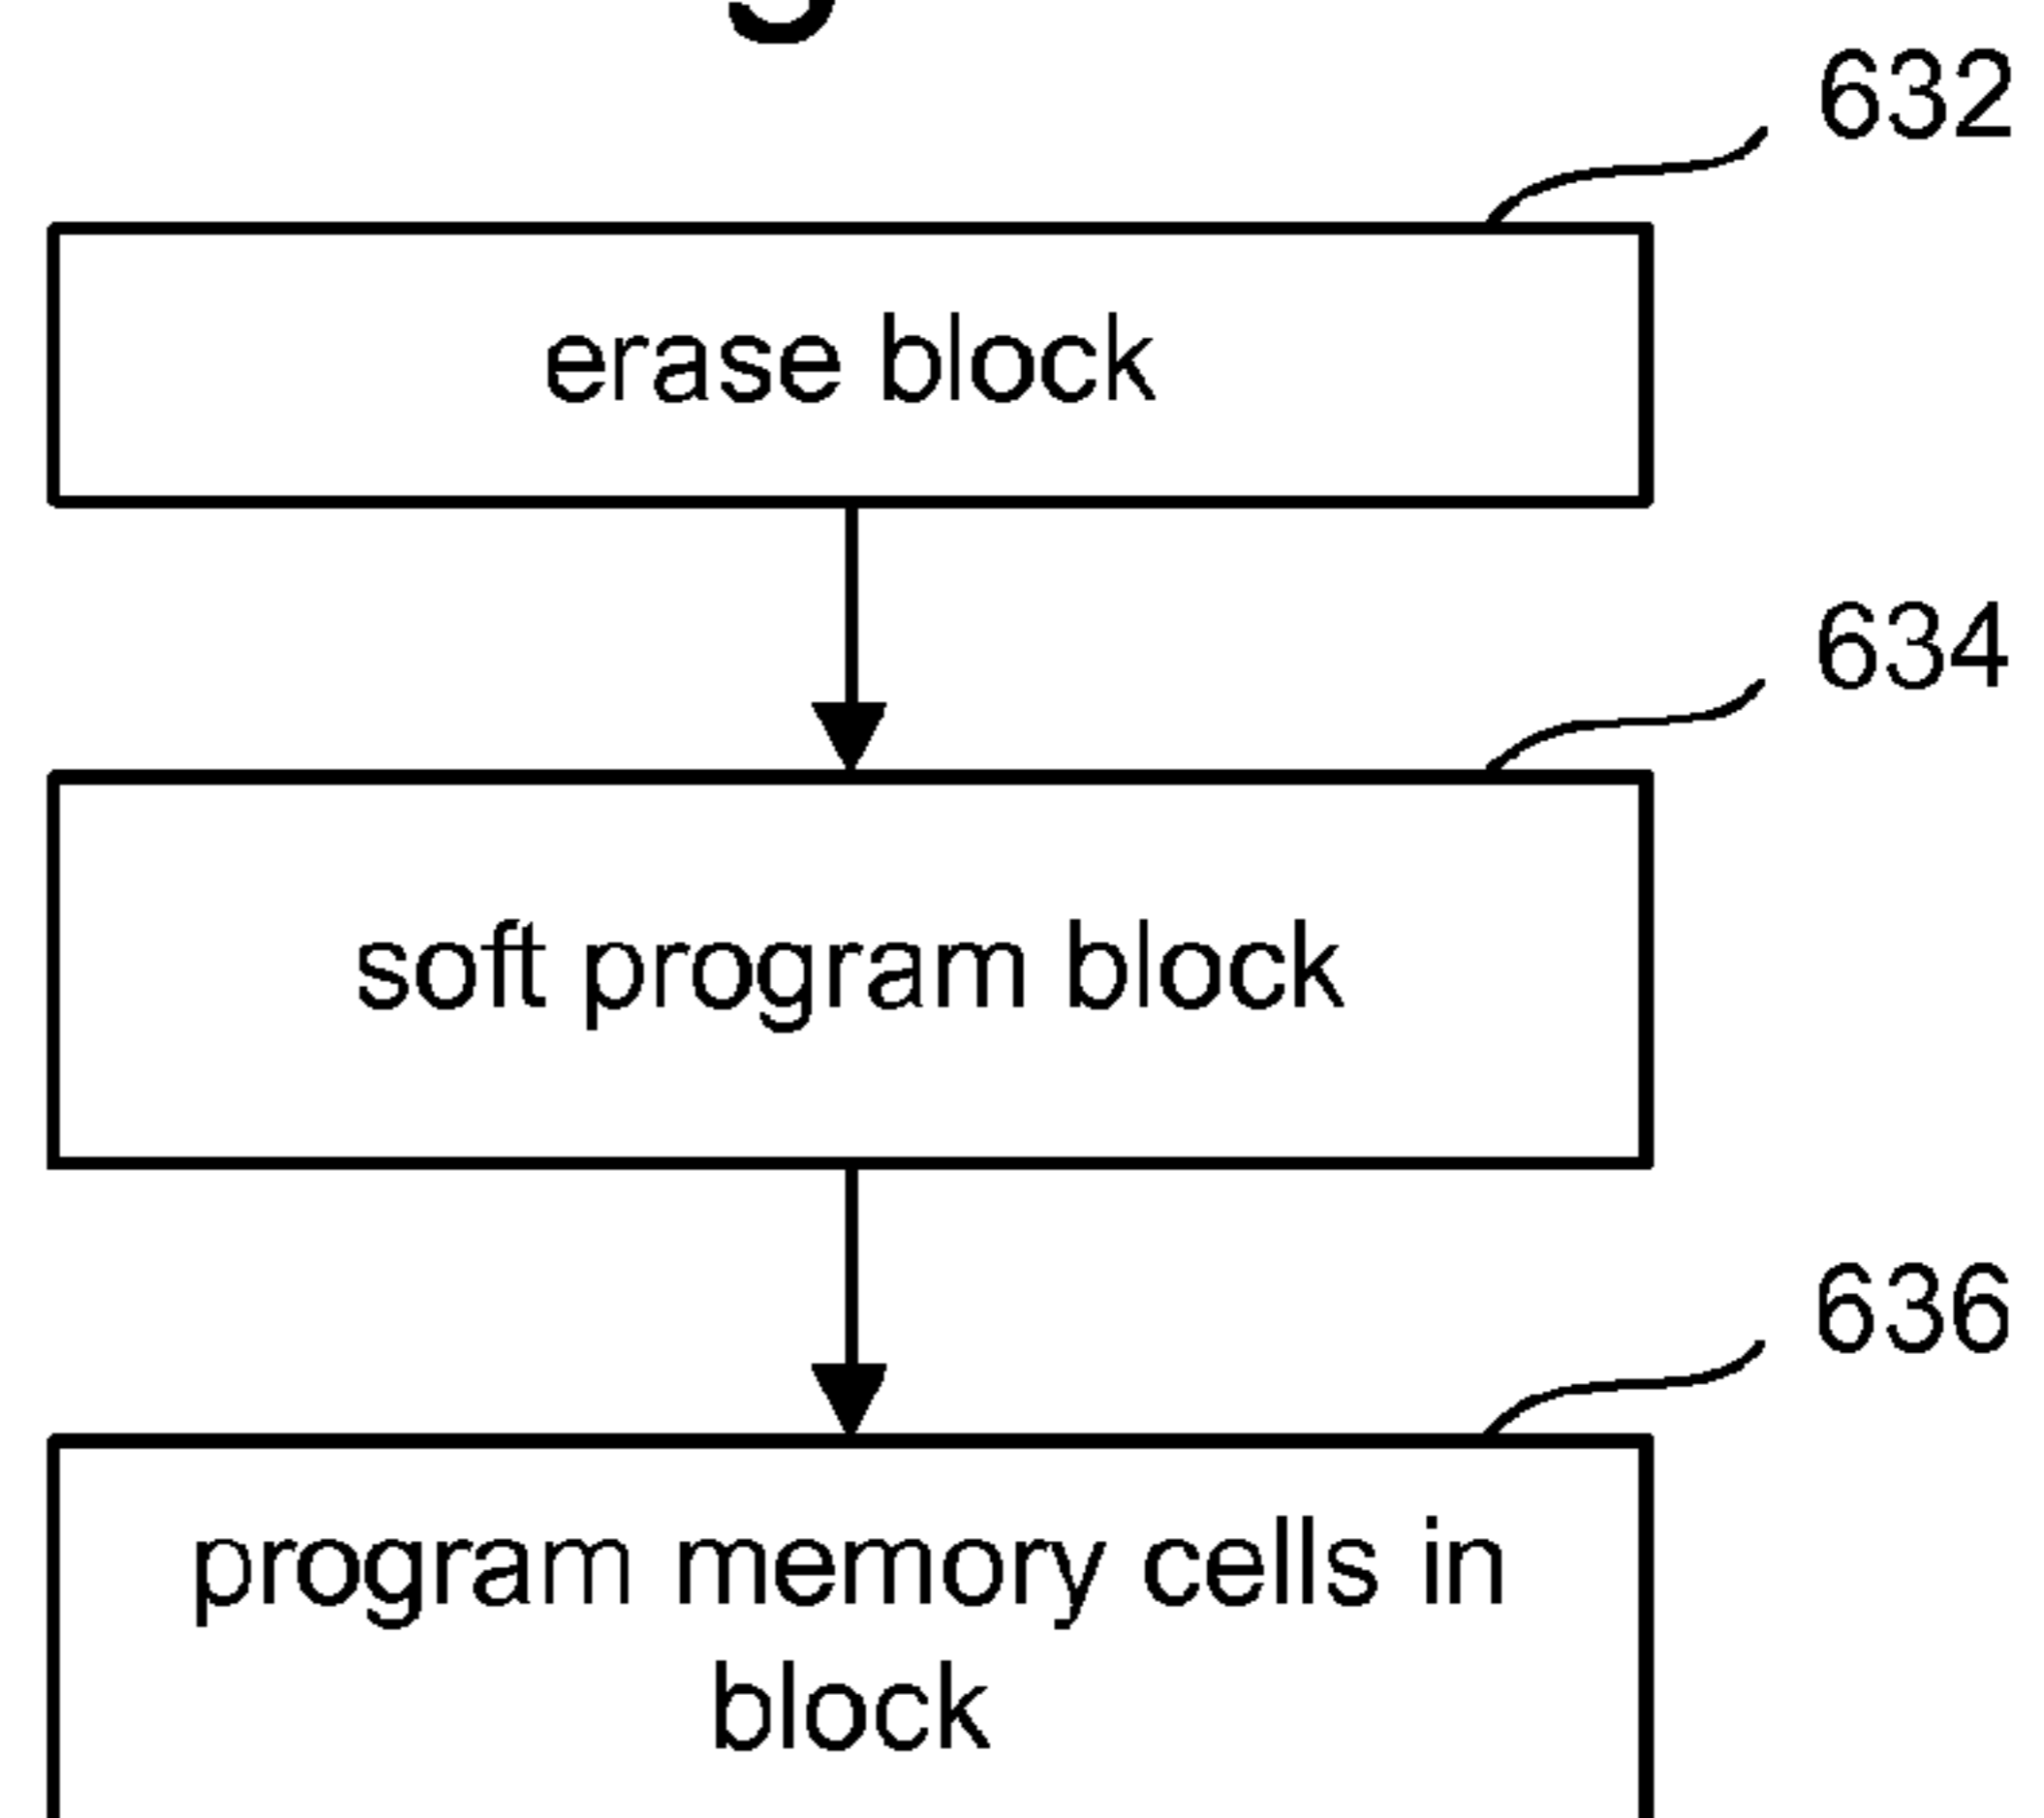 632
erase block
634
soft program block
636
program memory cells in
block